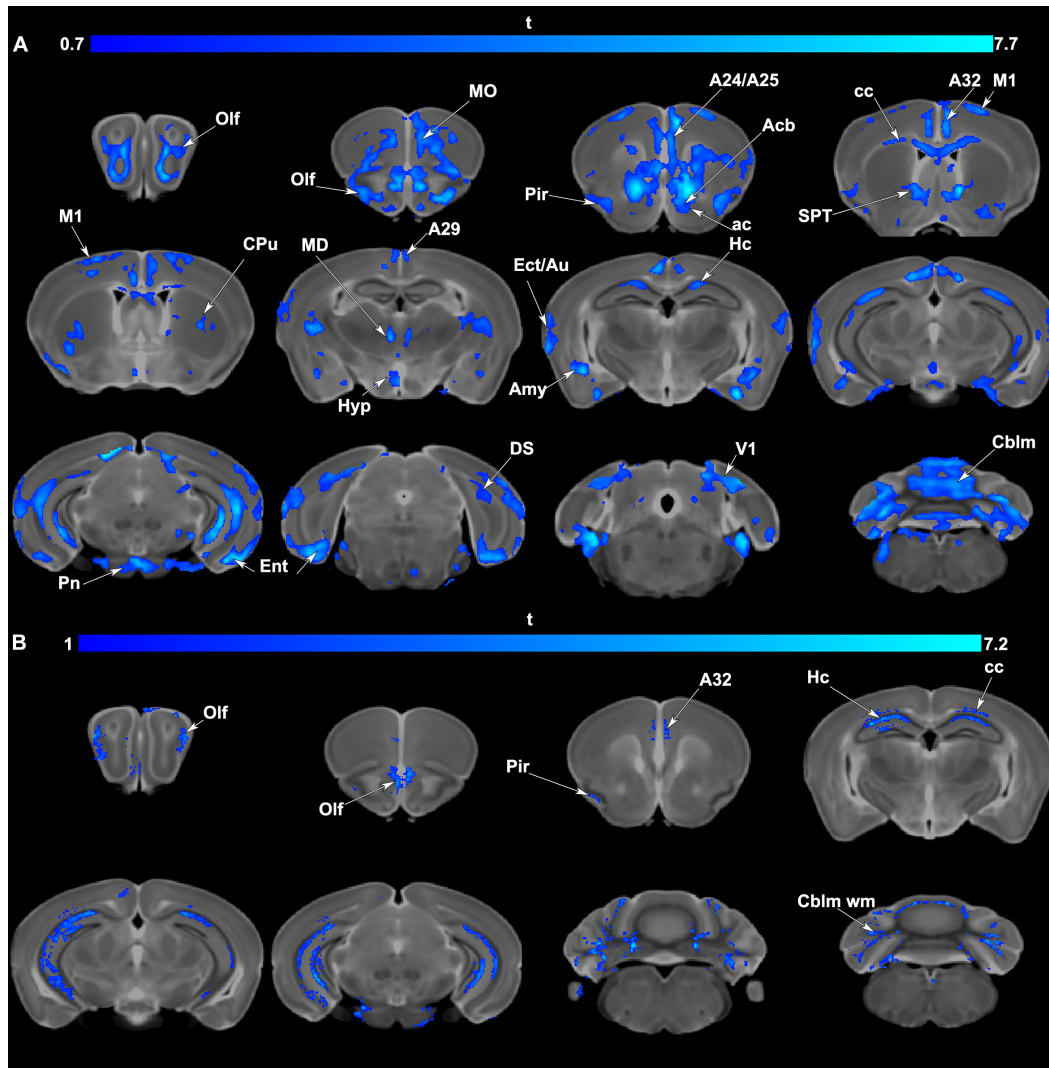 t
A 0.7 7.7
Olf
MO
A24/A25
cc A32 M1
Acb
Olf
Pir
ac
SPT
M1
CPu
MD
A29
Hc
Ect/Au
Hyp
Amy
DS
V1
Cblm
Pn
Ent
t
B 1 7.2
Olf
A32
Hc cc
Pir
Olf
Cblm wm